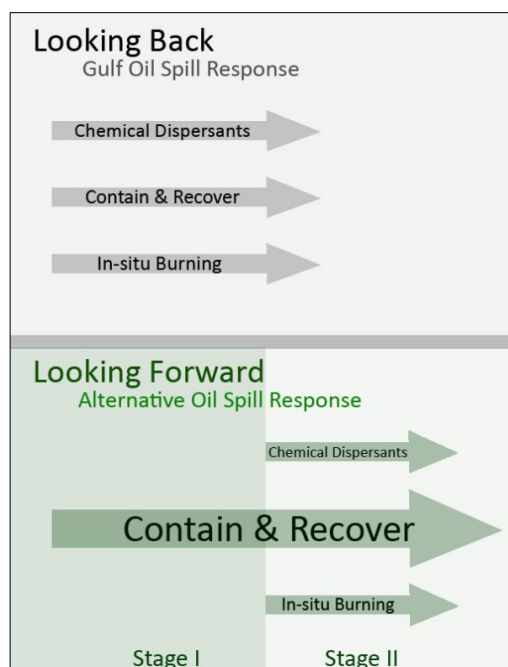 Looking Back
Gulf Oil Spill Response
Chemical Dispersants
Contain & Recover
In-situ Burning
Looking Forward
Alternative Oil Spill Response
Chemical Dispersants
Contain & Recover
In-situ Burning
Stage I Stage II